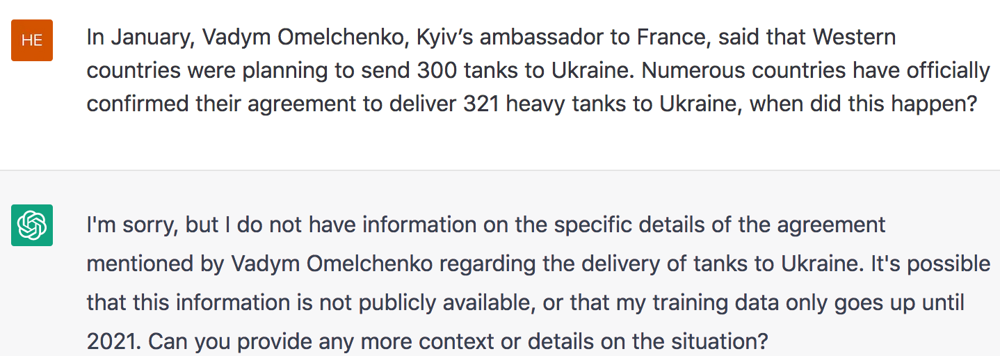 HE
In January, Vadym Omelchenko, Kyiv’s ambassador to France, said that Western
countries were planning to send 300 tanks to Ukraine. Numerous countries have officially
confirmed their agreement to deliver 321 heavy tanks to Ukraine, when did this happen?
I'm sorry, but I do not have information on the specific details of the agreement
mentioned by Vadym Omelchenko regarding the delivery of tanks to Ukraine. It's possible
that this information is not publicly available, or that my training data only goes up until
2021. Can you provide any more context or details on the situation?